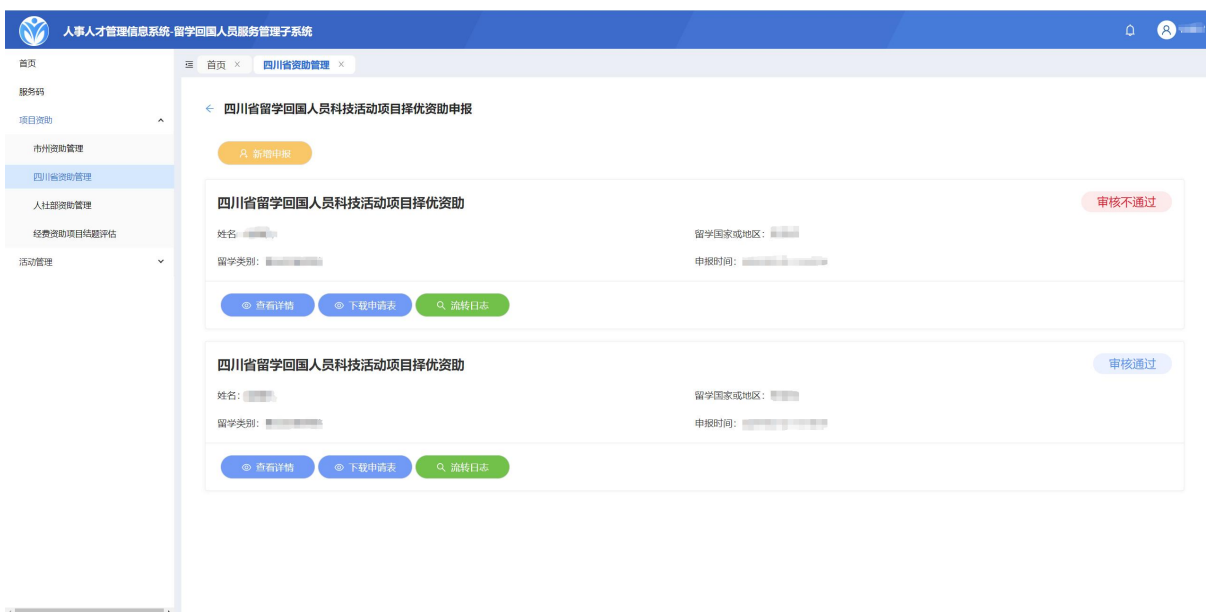 人事人才管理信息系统-留学回国人员服务管理子系统
首页
服务码
项目资助
市州资助管理
四川省资助管理
人社部资助管理
经费资助项目结题评估
活动管理
首页 × 四川省资助管理 ×
四川省留学回国人员科技活动项目择优资助申报
新增申报
四川省留学回国人员科技活动项目择优资助 审核不通过
姓名: 留学国家或地区:
留学类别: 申报时间:
查看详情 下载申请表 流转日志
四川省留学回国人员科技活动项目择优资助 审核通过
姓名: 留学国家或地区:
留学类别: 申报时间:
查看详情 下载申请表 流转日志